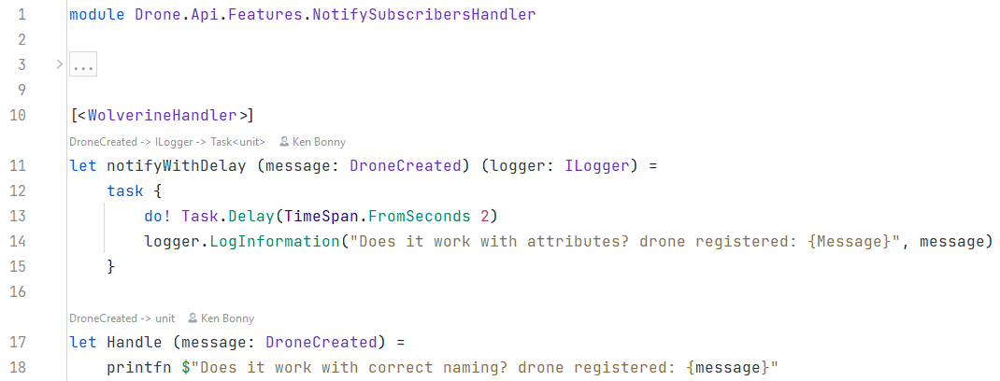 1 module Drone.Api.Features.NotifySubscribersHandler
2
3 > ...
9
10 [<WolverineHandler>]
DroneCreated -> ILogger -> Task<unit> Ken Bonny
11 let notifyWithDelay (message: DroneCreated) (logger: ILogger) =
12 task {
13 do! Task.Delay(TimeSpan.FromSeconds 2)
14 logger.LogInformation("Does it work with attributes? drone registered: {Message}", message)
15 }
16
DroneCreated -> unit Ken Bonny
17 let Handle (message: DroneCreated) =
18 printfn $"Does it work with correct naming? drone registered: {message}"